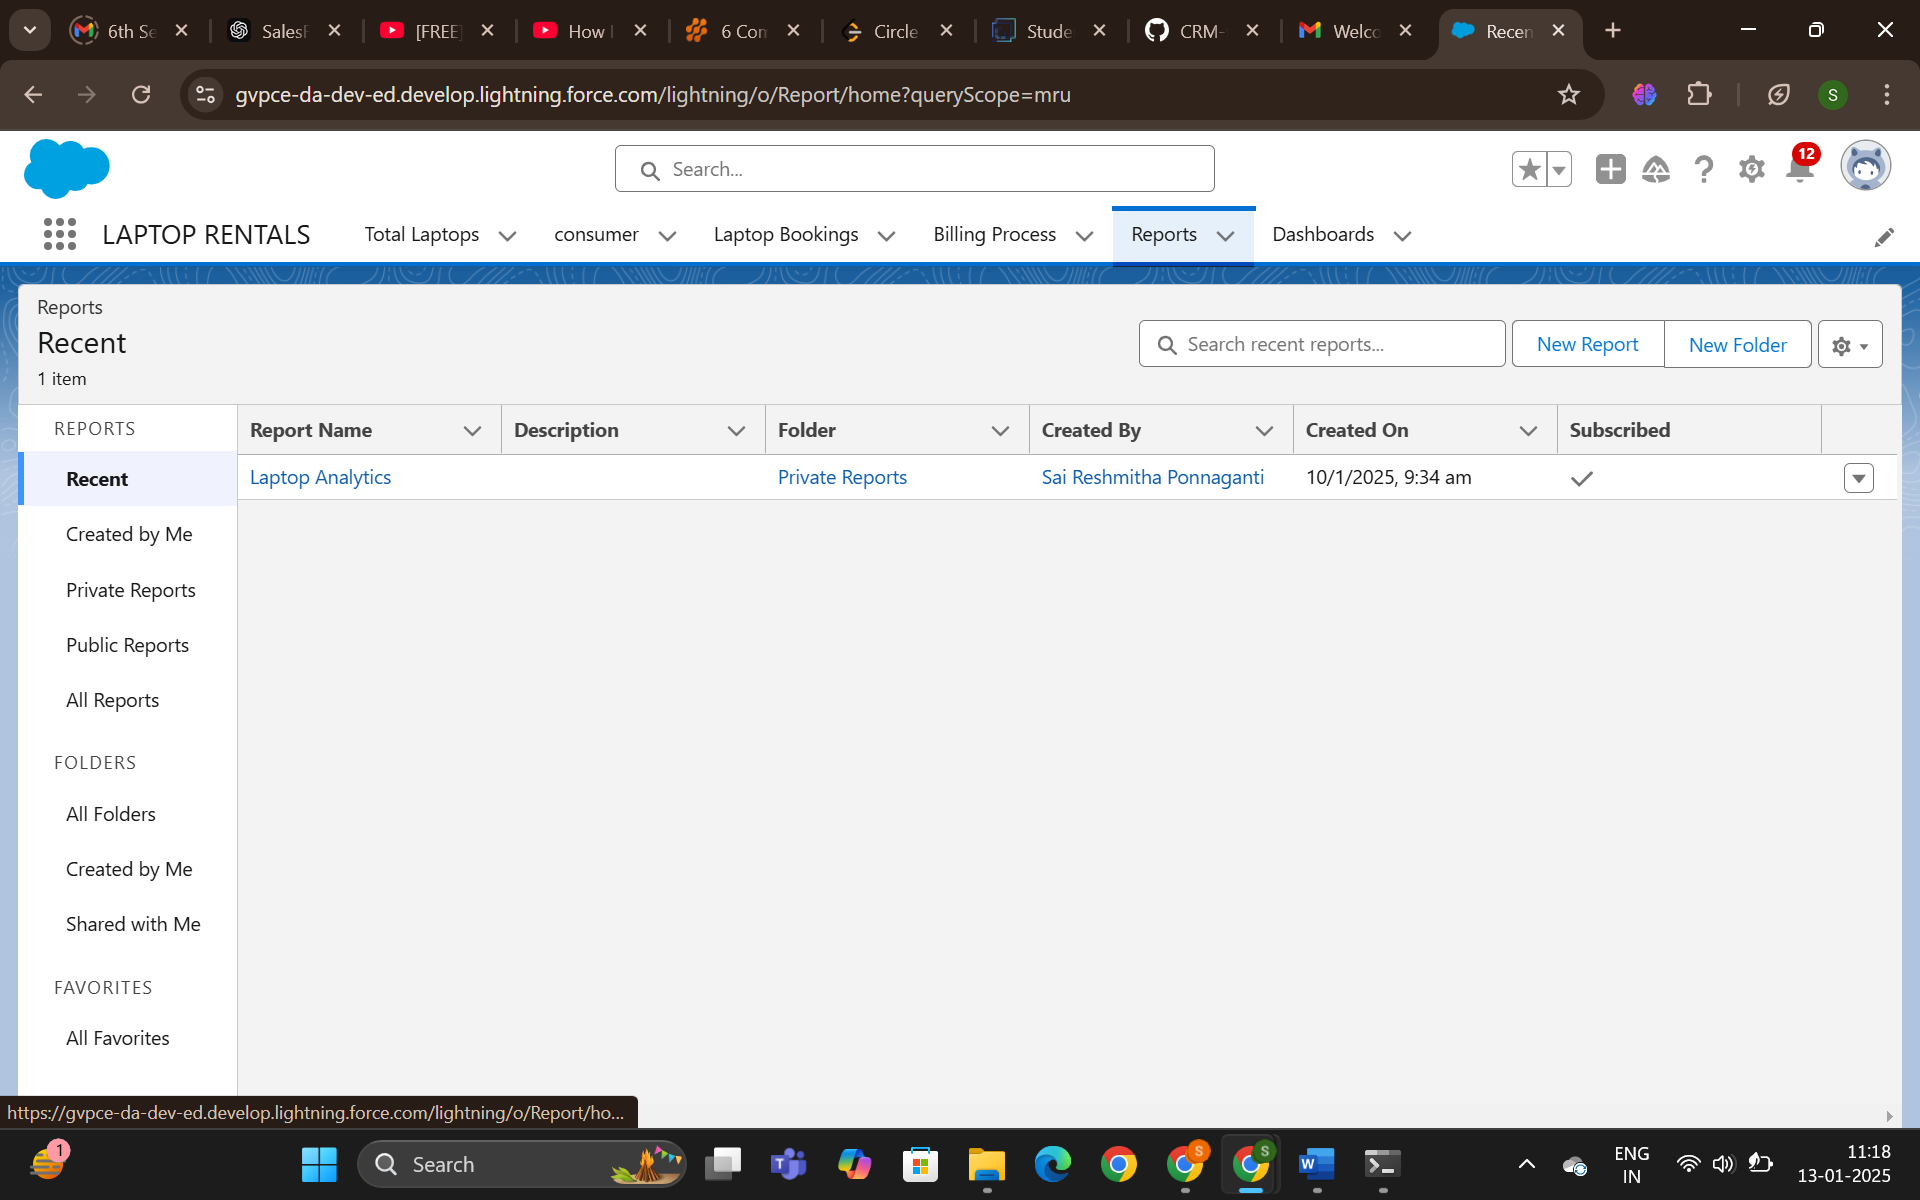 6th Se
SalesF
[FREE]
How I
6 Com
Circle
Stude
CRM-
Welco
Recen
gvpce-da-dev-ed.develop.lightning.force.com/lightning/o/Report/home?queryScope=mru
S
Search...
12
LAPTOP RENTALS
Total Laptops
consumer
Laptop Bookings
Billing Process
Reports
Dashboards
Reports
Recent
1 item
Search recent reports...
New Report
New Folder
REPORTS
Report Name
Description
Folder
Created By
Created On
Subscribed
Recent
Laptop Analytics
Private Reports
Sai Reshmitha Ponnaganti
10/1/2025, 9:34 am
Created by Me
Private Reports
Public Reports
All Reports
FOLDERS
All Folders
Created by Me
Shared with Me
FAVORITES
All Favorites
https://gvpce-da-dev-ed.develop.lightning.force.com/lightning/o/Report/ho...
1
Search
S
S
ENG
IN
11:18
13-01-2025